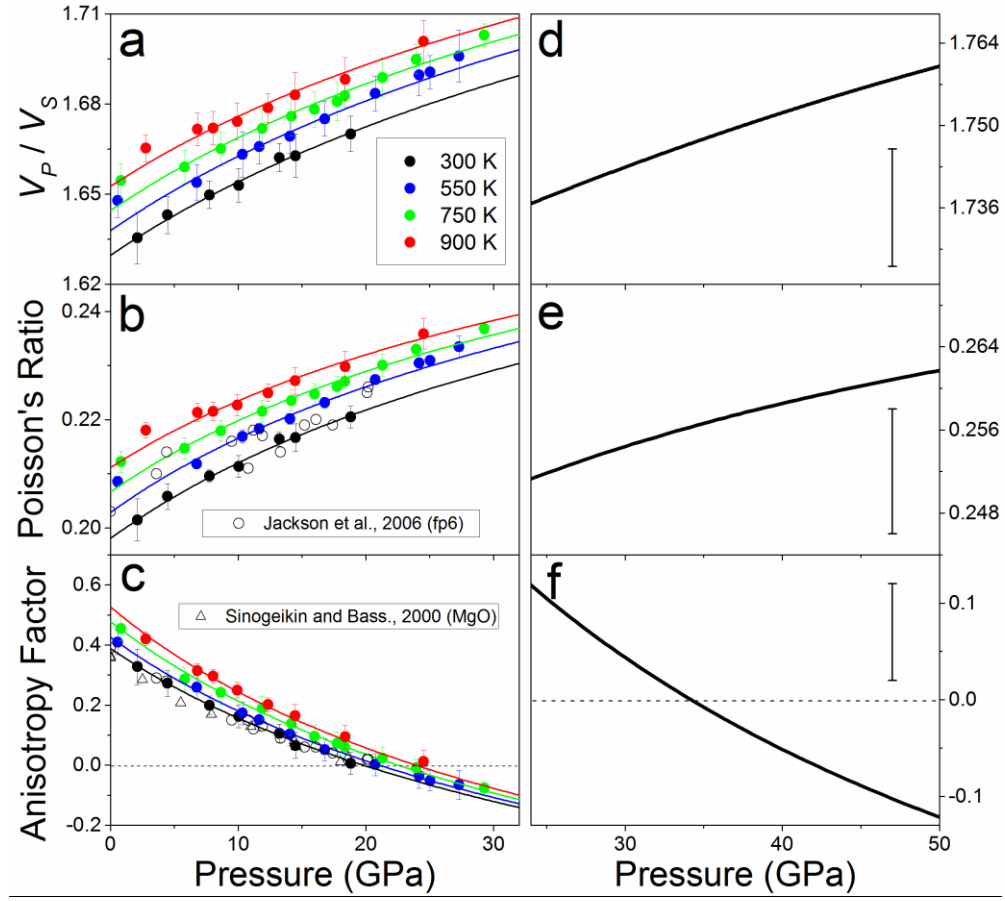 a
V_P / V_S
1.71
1.68
1.65
1.62
300 K
550 K
750 K
900 K
d
1.764
1.750
1.736
b
Poisson's Ratio
0.24
0.22
0.20
Jackson et al., 2006 (fp6)
e
0.264
0.256
0.248
c
Anisotropy Factor
0.6
0.4
0.2
0.0
-0.2
Sinogeikin and Bass., 2000 (MgO)
0 10 20 30
Pressure (GPa)
f
0.1
0.0
-0.1
30 40 50
Pressure (GPa)